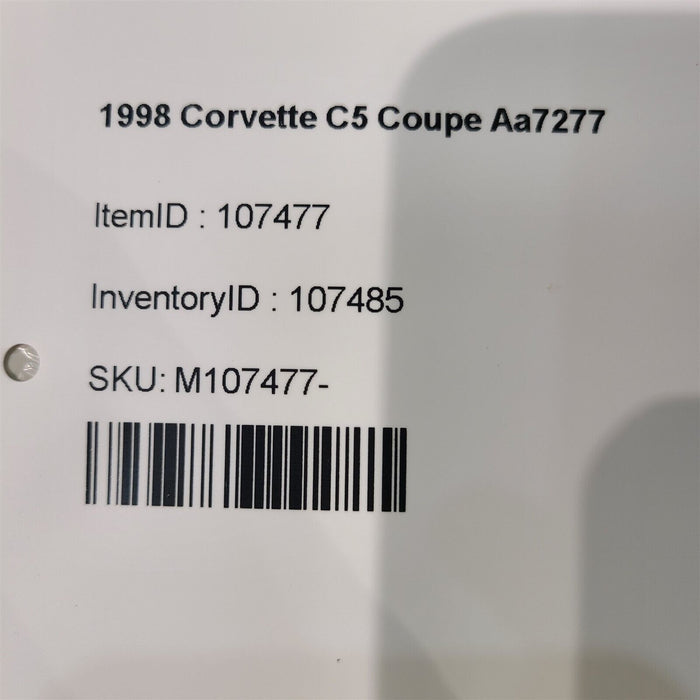 1998 Corvette C5 Coupe Aa7277
ItemID : 107477
InventoryID : 107485
SKU: M107477-